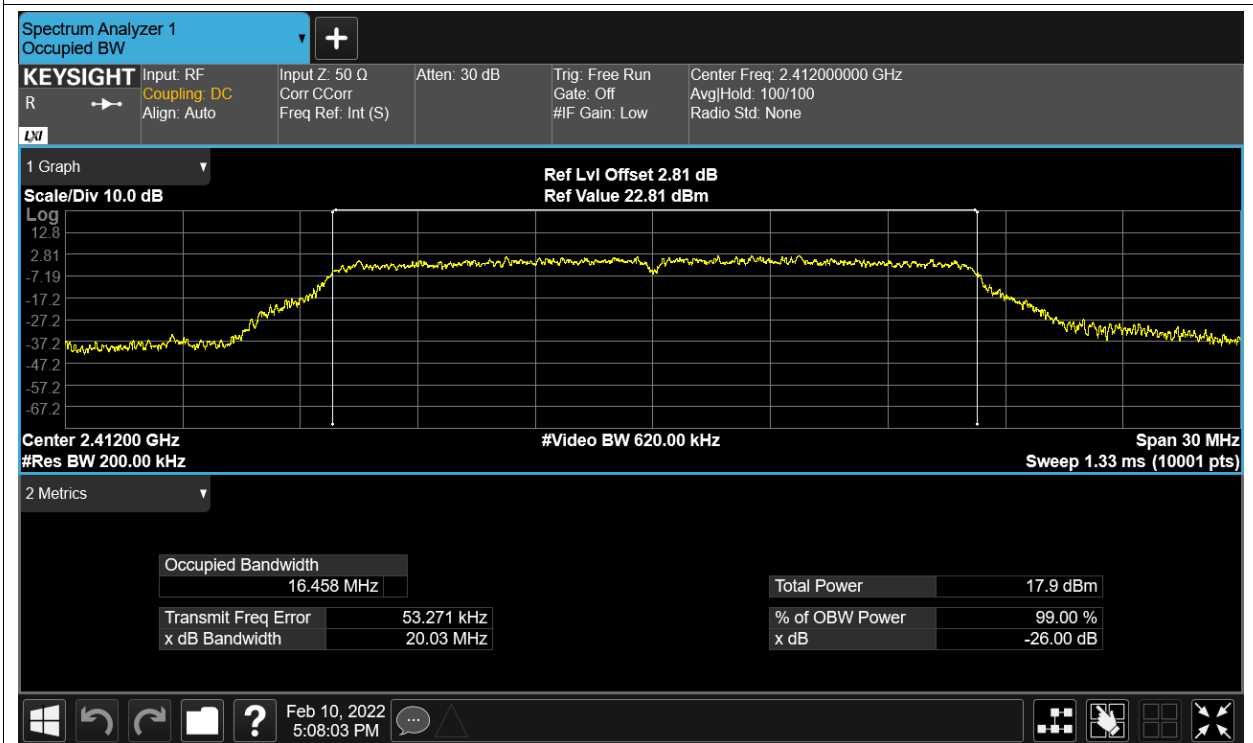 Spectrum Analyzer 1
Occupied BW
▼
+
KEYSIGHT
R
LXI
Input: RF
Coupling: DC
Align: Auto
Input Z: 50 Ω
Corr CCorr
Freq Ref: Int (S)
Atten: 30 dB
Trig: Free Run
Gate: Off
#IF Gain: Low
Center Freq: 2.412000000 GHz
Avg|Hold: 100/100
Radio Std: None
1 Graph ▼
Scale/Div 10.0 dB
Ref Lvl Offset 2.81 dB
Ref Value 22.81 dBm
Log
12.8
2.81
-7.19
-17.2
-27.2
-37.2
-47.2
-57.2
-67.2
Center 2.41200 GHz
#Res BW 200.00 kHz
#Video BW 620.00 kHz
Span 30 MHz
Sweep 1.33 ms (10001 pts)
2 Metrics ▼
Occupied Bandwidth
16.458 MHz
Transmit Freq Error 53.271 kHz
x dB Bandwidth 20.03 MHz
Total Power 17.9 dBm
% of OBW Power 99.00 %
x dB -26.00 dB
?
Feb 10, 2022
5:08:03 PM